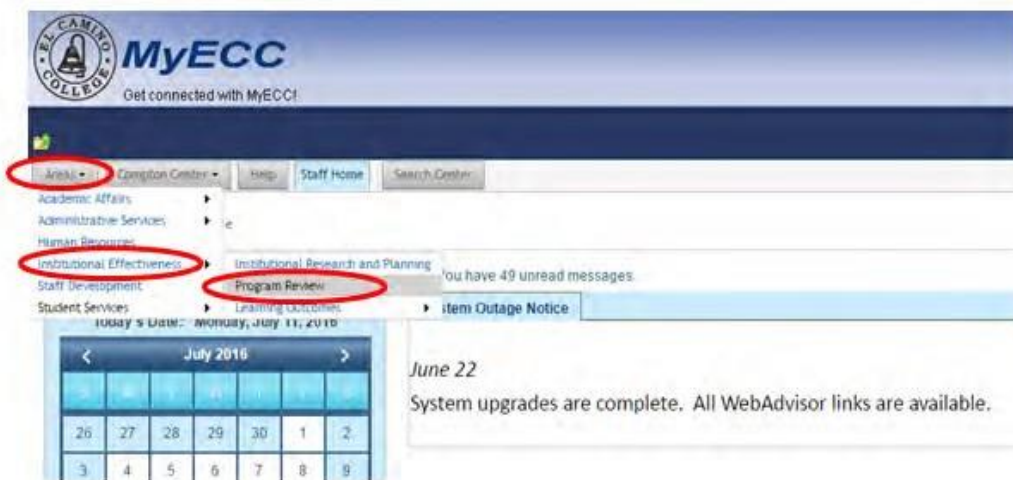 EL CAMINO COLLEGE
MyECC
Get connected with MyECC!
Areas Compton Center Help Staff Home Search Center
Academic Affairs
Administrative Services
e
Human Resources
Institutional Effectiveness Institutional Research and Planning
You have 49 unread messages
Staff Development Program Review
Student Services Learning Outcomes
stem Outage Notice
Today's Date: Monday, July 11, 2016
July 2016
June 22
System upgrades are complete. All WebAdvisor links are available.
26 27 28 29 30 1 2
3 4 5 6 7 8 9